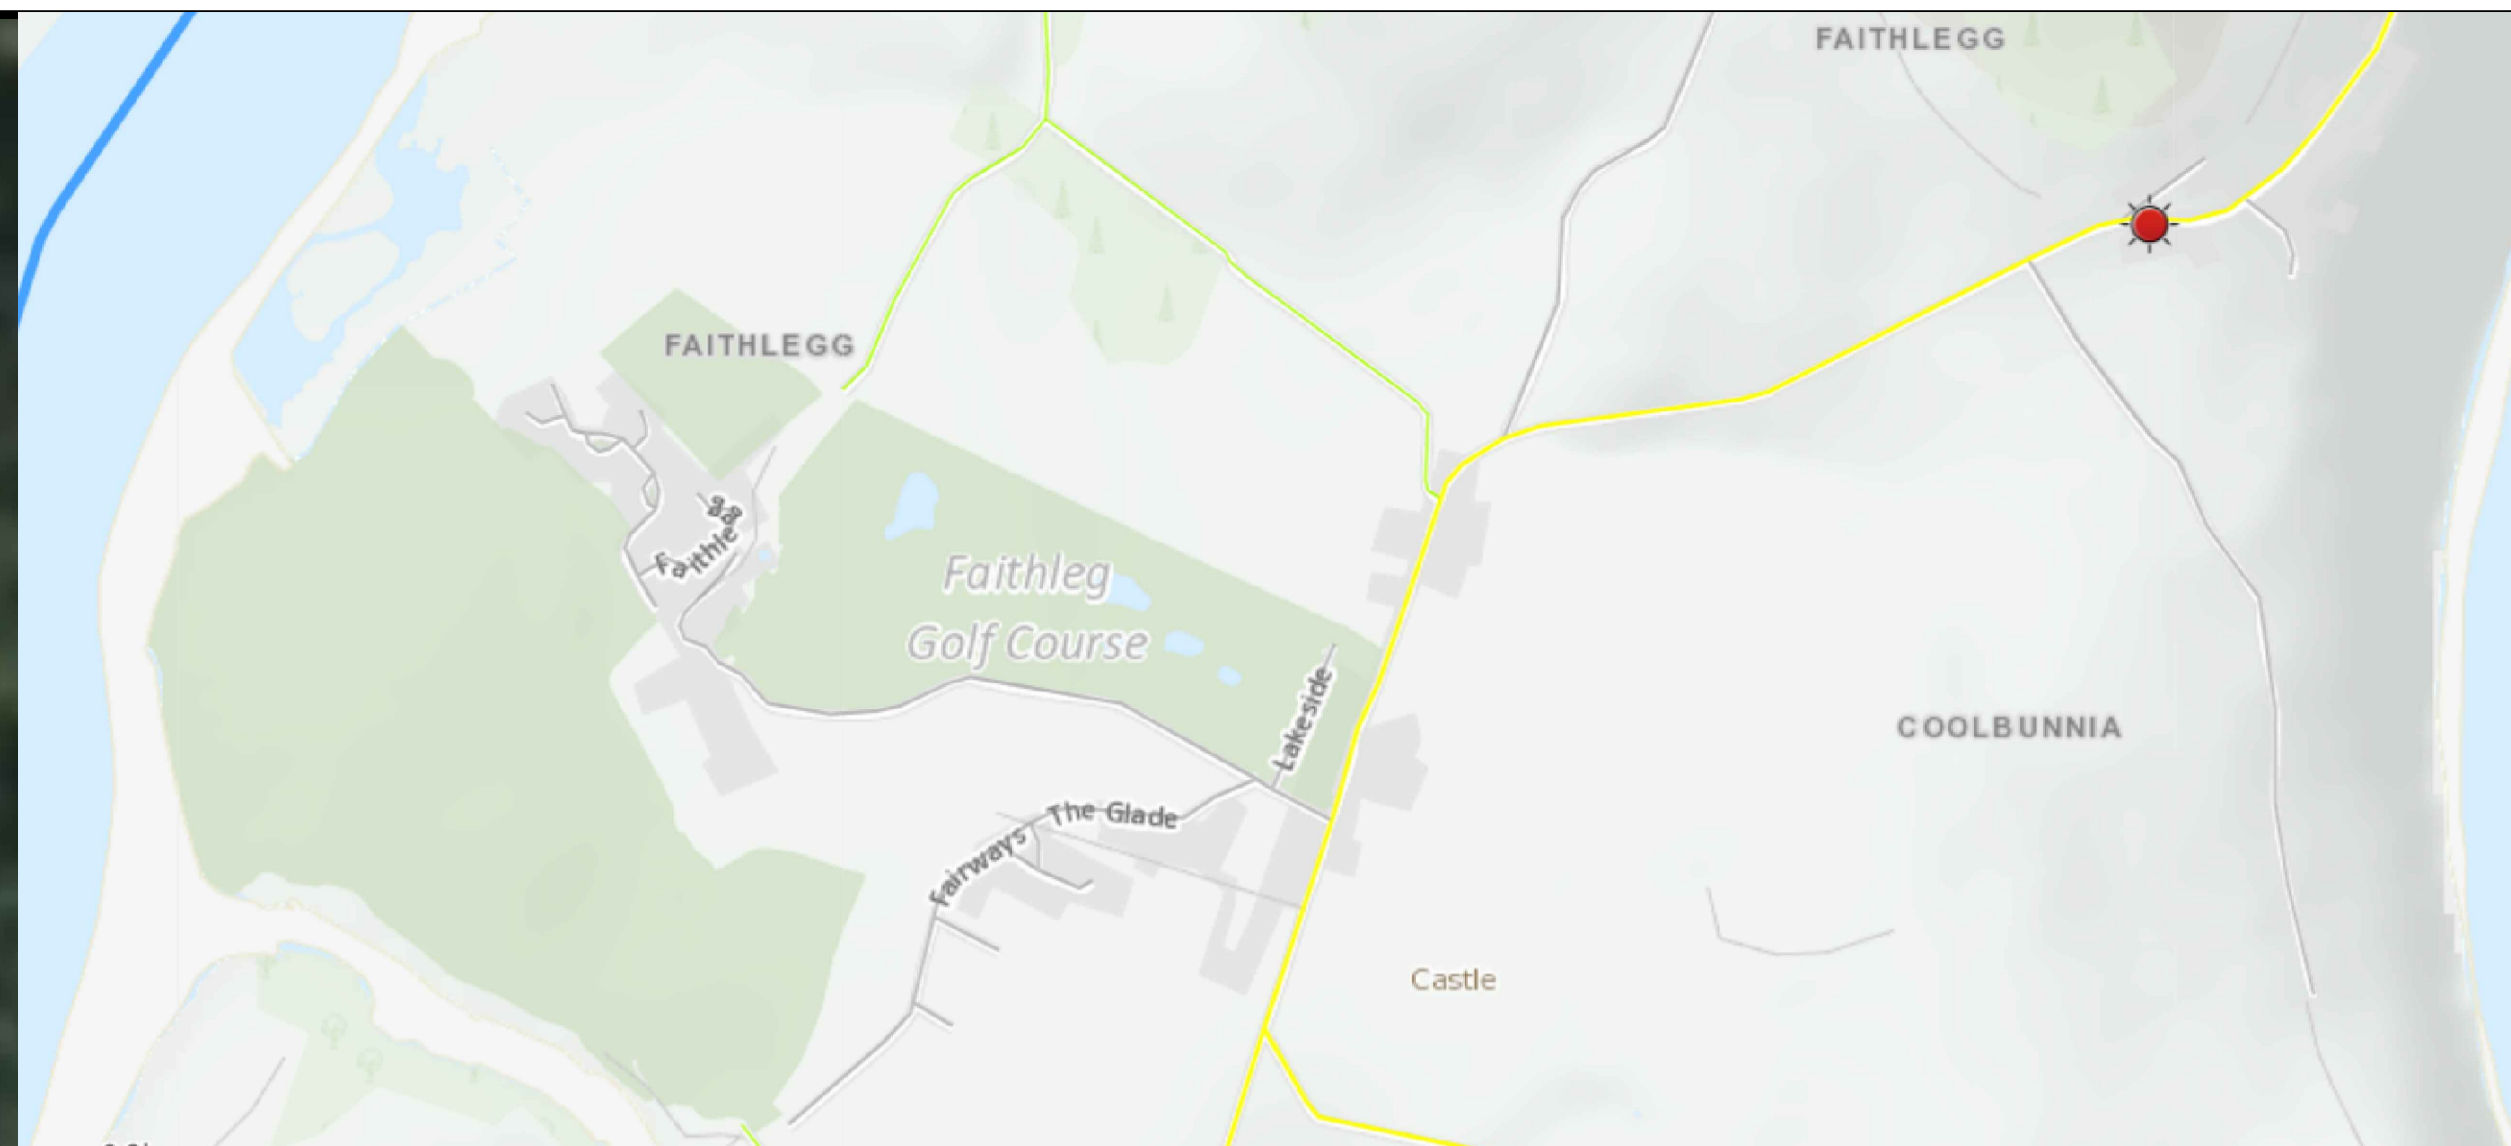 FAITHLEGG
FAITHLEGG
Faithlegg
Faithleg
Golf Course
Lakeside
COOLBUNNIA
The Glade
Fairways
Castle